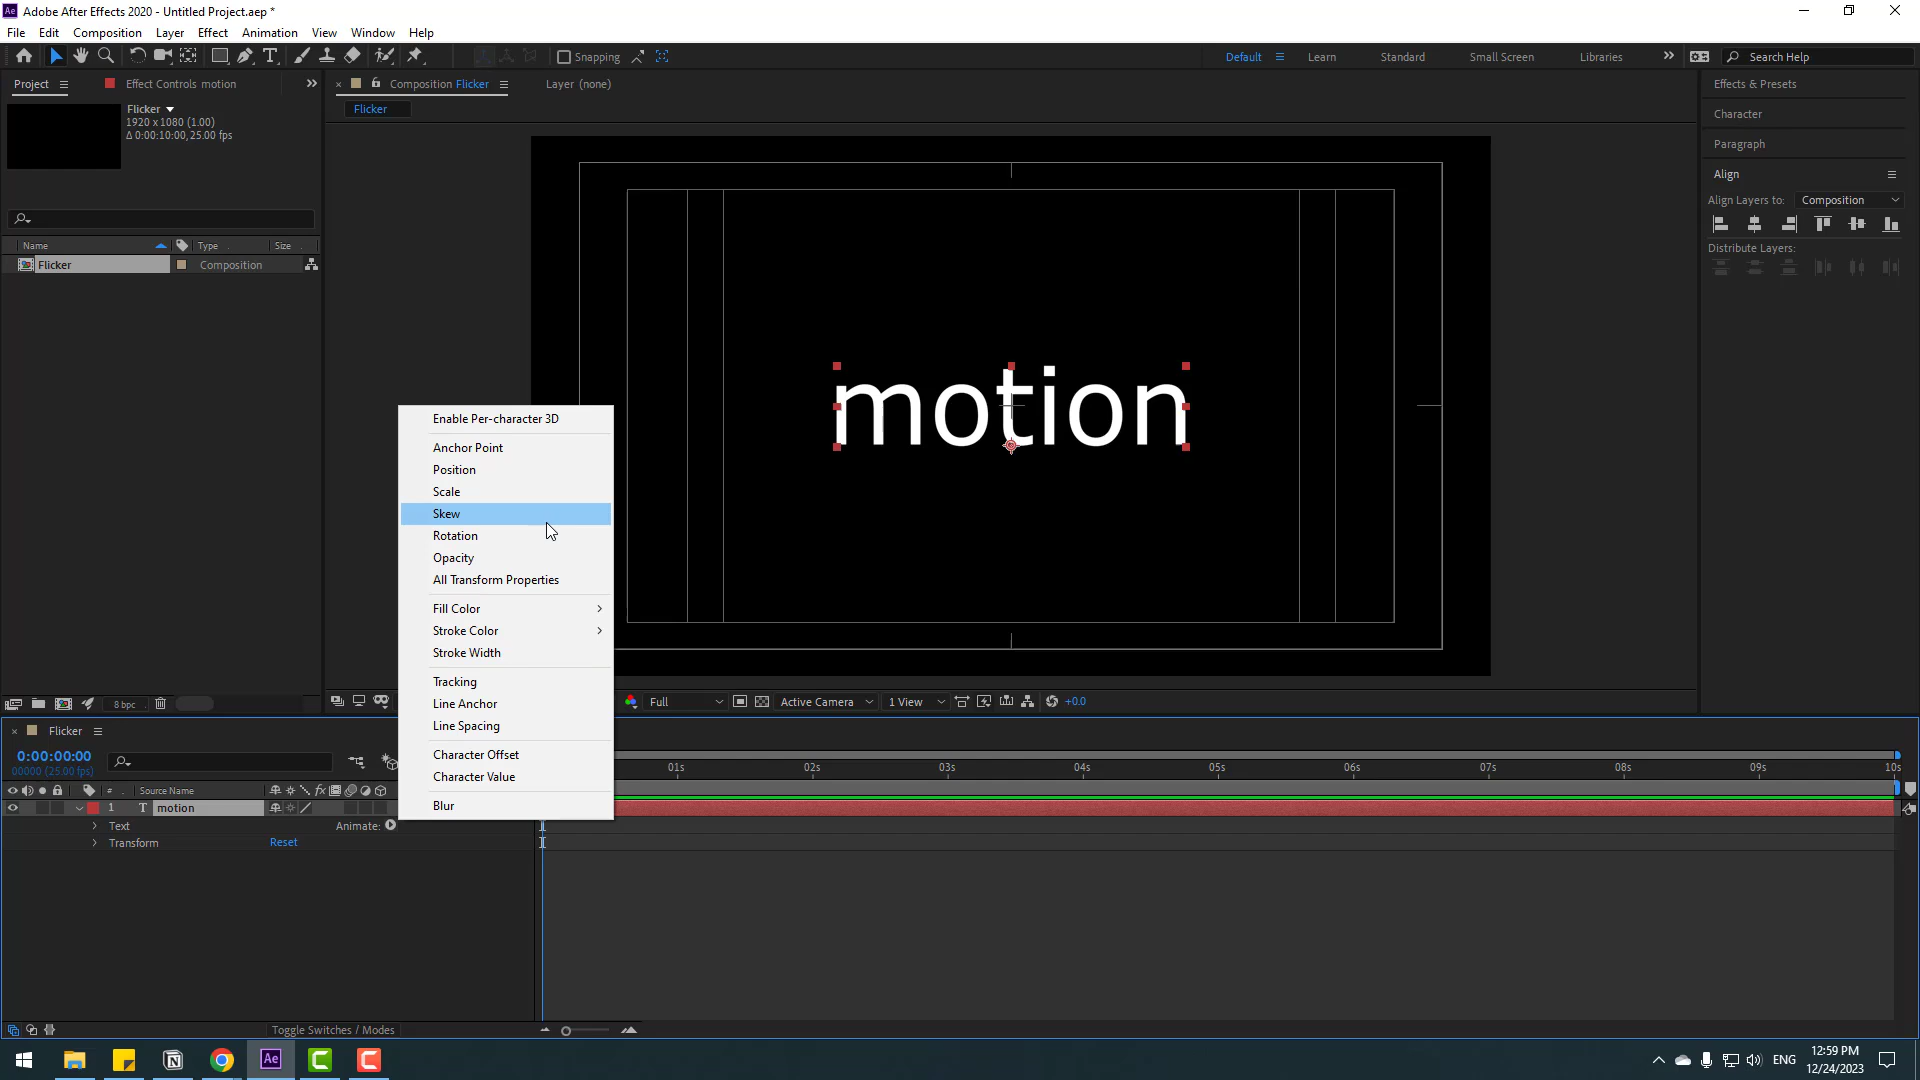 Adobe After Effects 2020 - Untitled Project.aep *
File Edit Composition Layer Effect Animation View Window Help
Snapping
Default Learn Standard Small Screen Libraries Search Help
Project Effect Controls motion
Composition Flicker Layer (none)
Flicker
Flicker
1920 x 1080 (1.00)
Δ 0:00:10:00, 25.00 fps
Name Type Size
Flicker Composition
Effects & Presets
Character
Paragraph
Align
Align Layers to: Composition
Distribute Layers:
motion
Enable Per-character 3D
Anchor Point
Position
Scale
Skew
Rotation
Opacity
All Transform Properties
Fill Color
Stroke Color
Stroke Width
Tracking
Line Anchor
Line Spacing
Character Offset
Character Value
Blur
8 bpc
Full Active Camera 1 View +0.0
Flicker
0:00:00:00
00000 (25.00 fps)
01s 02s 03s 04s 05s 06s 07s 08s 09s 10s
# Source Name fx
1 T motion
Text Animate:
Transform Reset
Toggle Switches / Modes
Ae
ENG
12:59 PM
12/24/2023